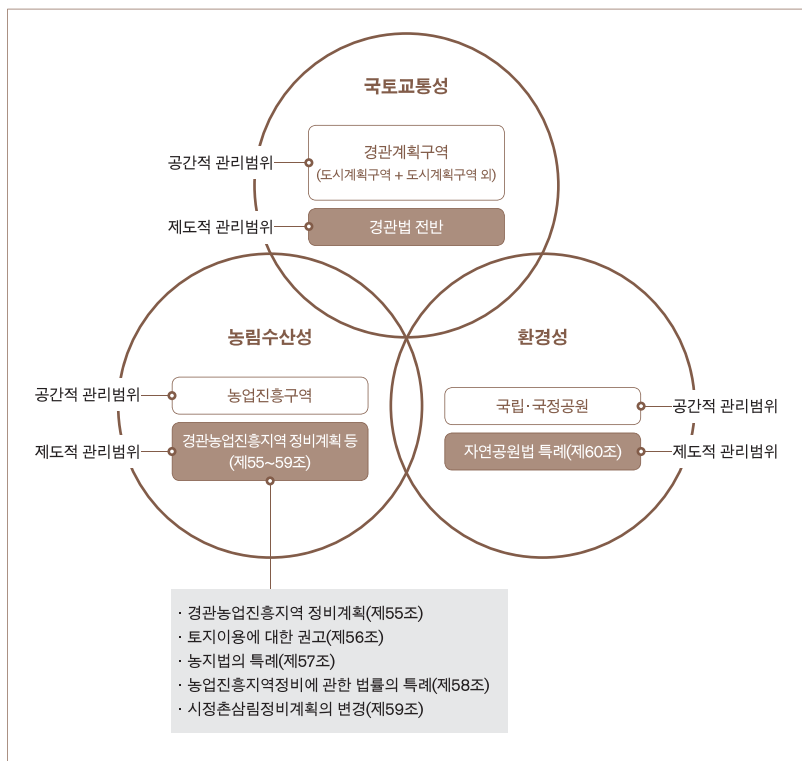 국토교통성
공간적 관리범위
경관계획구역
(도시계획구역 + 도시계획구역 외)
제도적 관리범위
경관법 전반
농림수산성
공간적 관리범위
농업진흥구역
제도적 관리범위
경관농업진흥지역 정비계획 등
(제55~59조)
환경성
국립·국정공원
공간적 관리범위
자연공원법 특례(제60조)
제도적 관리범위
· 경관농업진흥지역 정비계획(제55조)
· 토지이용에 대한 권고(제56조)
· 농지법의 특례(제57조)
· 농업진흥지역정비에 관한 법률의 특례(제58조)
· 시정촌삼림정비계획의 변경(제59조)